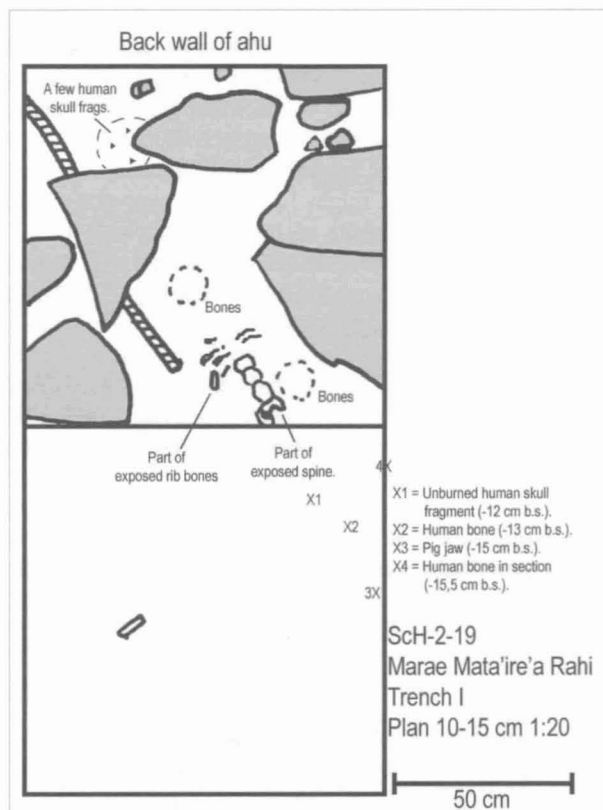 Back wall of ahu
A few human
skull frags.
Bones
Bones
Part of
exposed rib bones
Part of
exposed spine.
4X
X1
X2
3X
X1 = Unburned human skull
fragment (-12 cm b.s.).
X2 = Human bone (-13 cm b.s.).
X3 = Pig jaw (-15 cm b.s.).
X4 = Human bone in section
(-15,5 cm b.s.).
ScH-2-19
Marae Mata'ire'a Rahi
Trench I
Plan 10-15 cm 1:20
50 cm